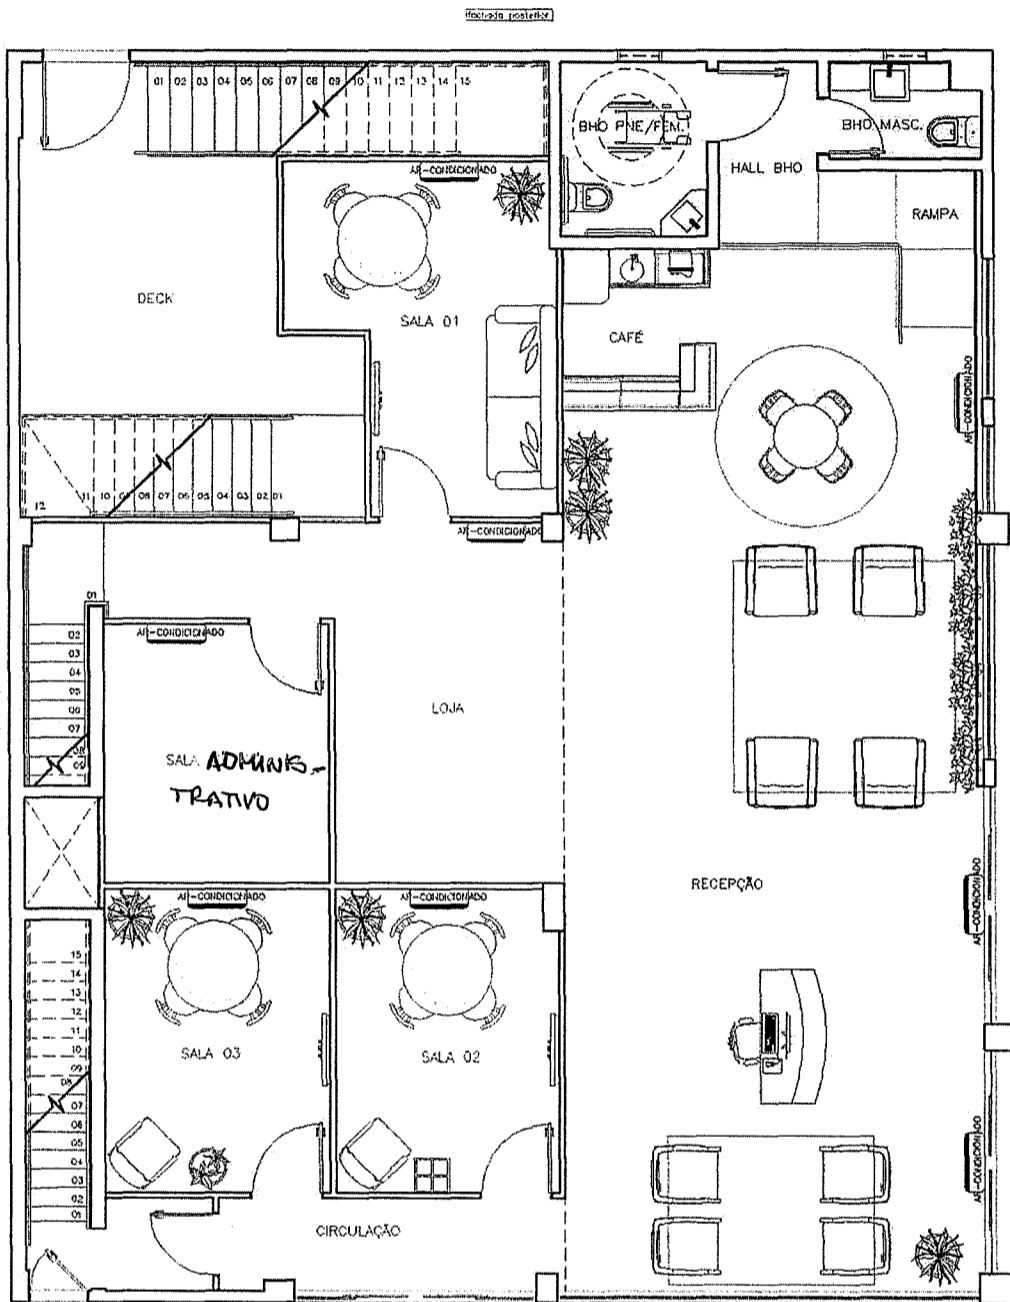 fachada posterior
01 02 03 04 05 06 07 08 09 10 11 12 13 14 15
BHO PNE/FEM.
BHO MASC.
HALL BHO
RAMPA
AR-CONDICIONADO
DECK
SALA 01
CAFÉ
AR-CONDICIONADO
12 11 10 09 08 07 06 05 04 03 02 01
AR-CONDICIONADO
01
02
03
04
05
06
07
08
09
AR-CONDICIONADO
LOJA
SALA ADMINIS-
TRATIVO
RECEPÇÃO
AR-CONDICIONADO
AR-CONDICIONADO
AR-CONDICIONADO
15
14
13
12
11
10
09
08
07
06
05
04
03
02
01
SALA 03
SALA 02
AR-CONDICIONADO
CIRCULAÇÃO